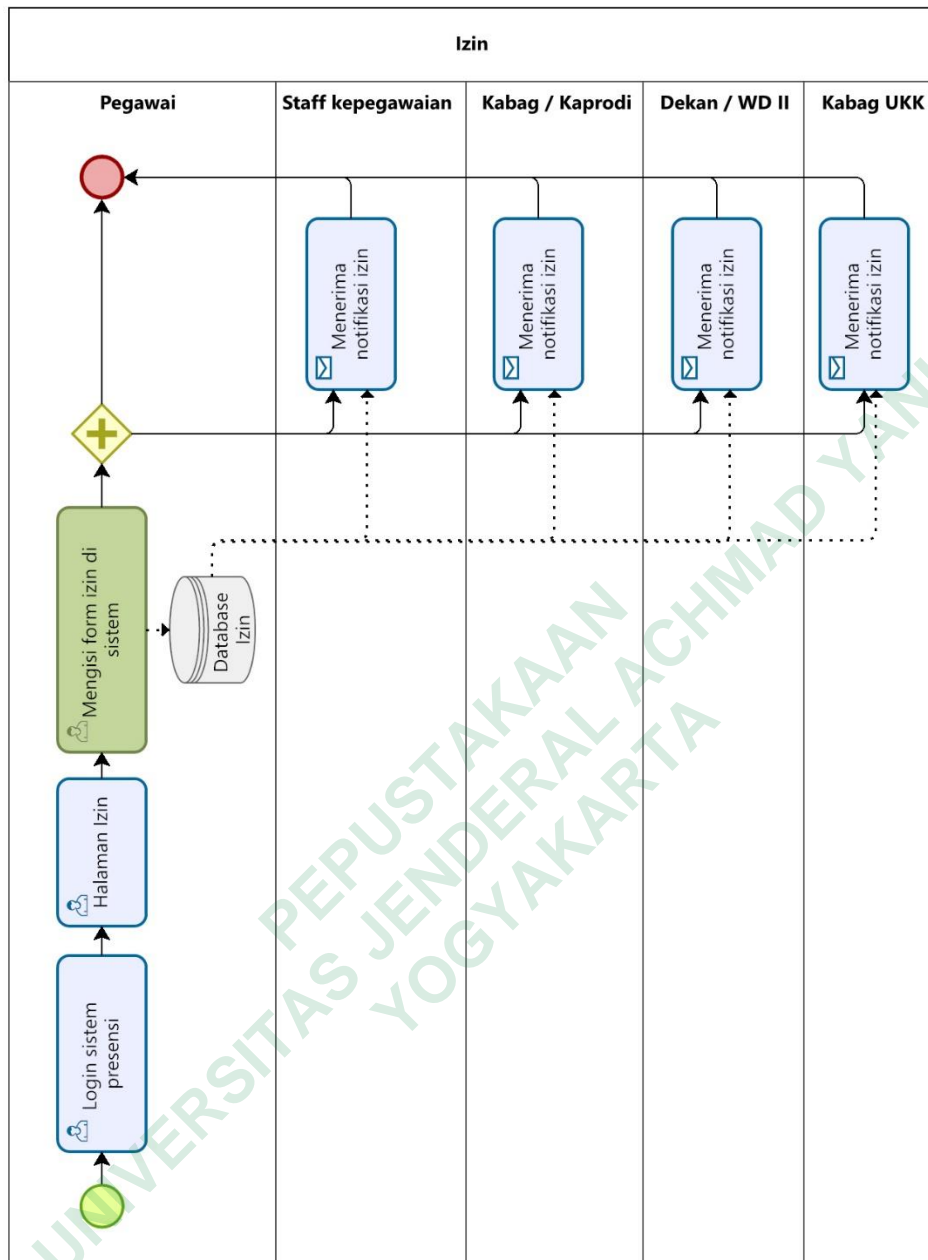 Izin
Pegawai
Staff kepegawaian
Kabag / Kaprodi
Dekan / WD II
Kabag UKK
Menerima
notifikasi izin
Menerima
notifikasi izin
Menerima
notifikasi izin
Menerima
notifikasi izin
Mengisi form izin di
sistem
Database
Izin
Halaman Izin
Login sistem
presensi
PEPUSTAKAAN
UNIVERSITAS JENDERAL ACHMAD YANI
YOGYAKARTA